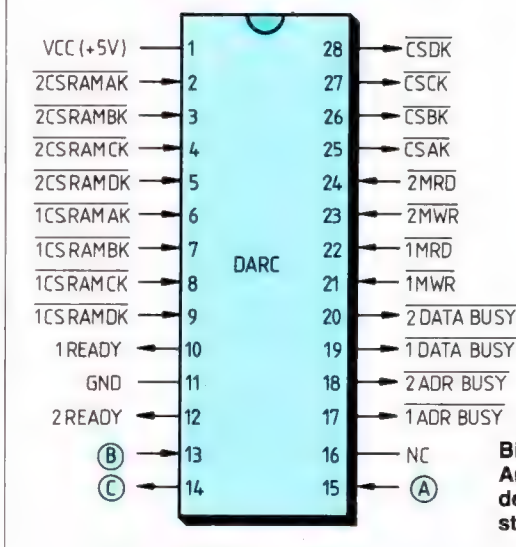 VCC (+5V) 1
2CSRAMAK 2
2CSRAMBK 3
2CSRAMCK 4
2CSRAMDK 5
1CSRAMAK 6
1CSRAMBK 7
1CSRAMCK 8
1CSRAMDK 9
1 READY 10
GND 11
2 READY 12
B 13
C 14
DARC
28 CSDK
27 CSCK
26 CSBK
25 CSAK
24 2MRD
23 2MWR
22 1MRD
21 1MWR
20 2 DATA BUSY
19 1 DATA BUSY
18 2 ADR BUSY
17 1 ADR BUSY
16 NC
15 A